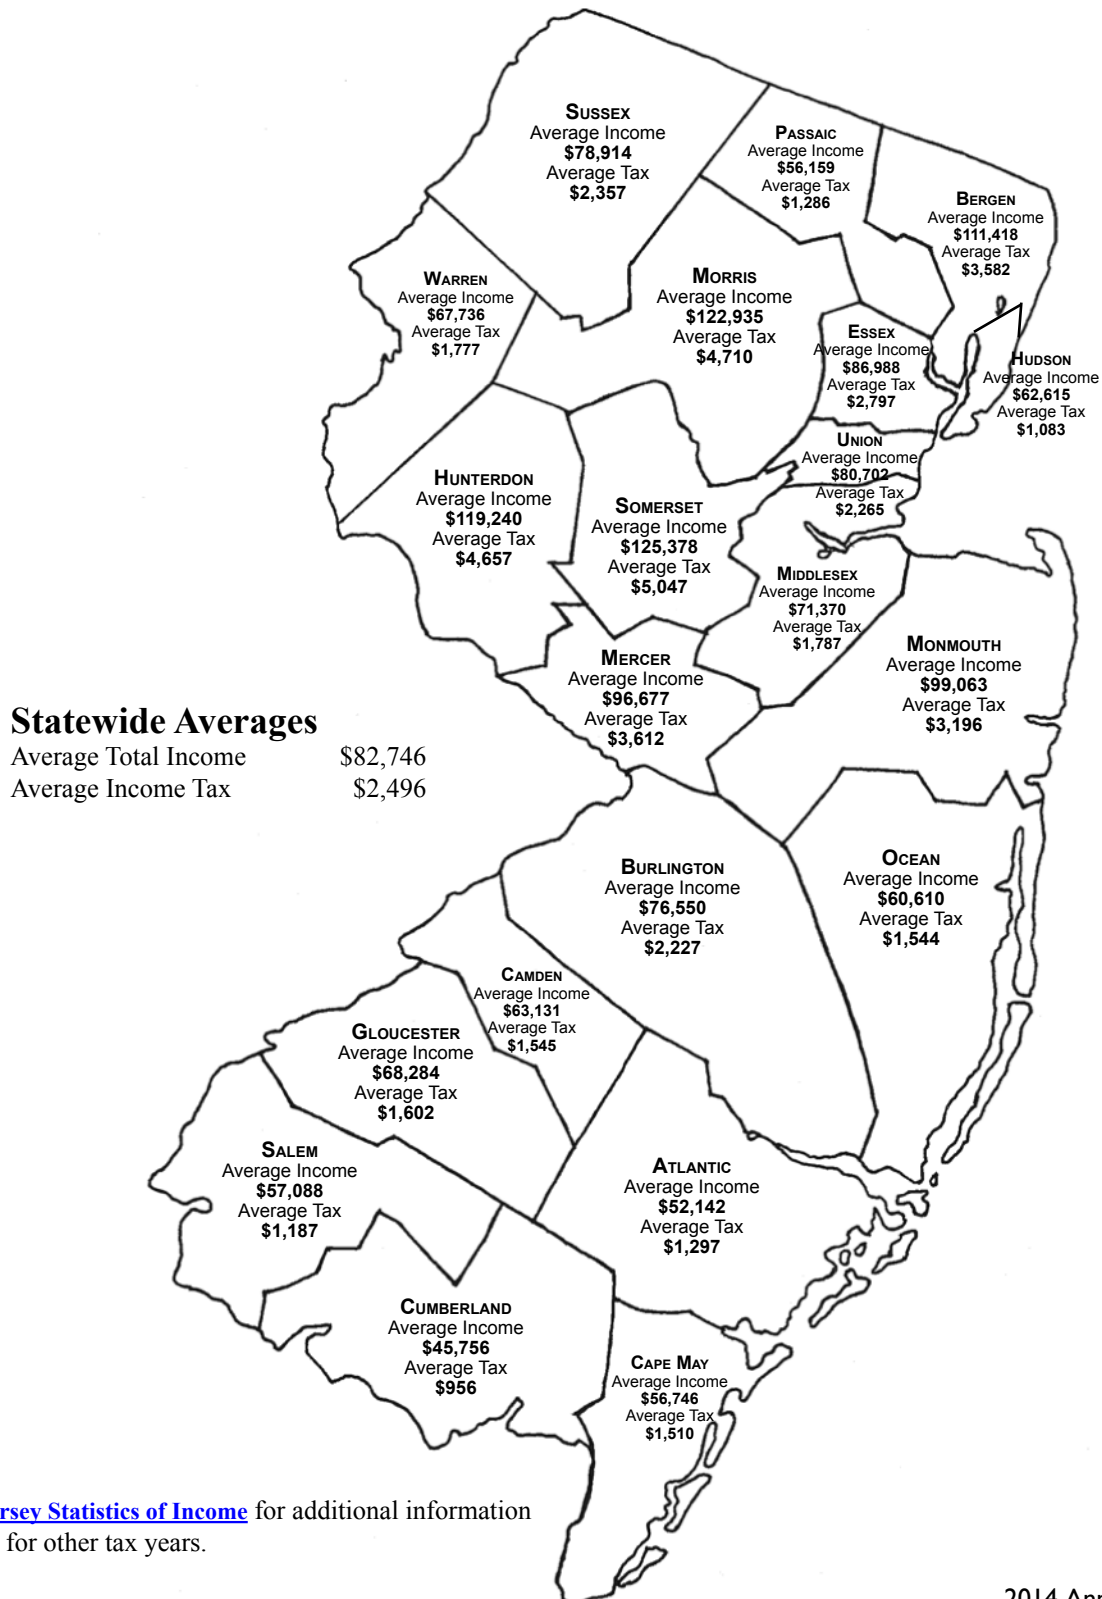 SUSSEX
Average Income
$78,914
Average Tax
$2,357
PASSAIC
Average Income
$56,159
Average Tax
$1,286
BERGEN
Average Income
$111,418
Average Tax
$3,582
WARREN
Average Income
$67,736
Average Tax
$1,777
MORRIS
Average Income
$122,935
Average Tax
$4,710
ESSEX
Average Income
$86,988
Average Tax
$2,797
HUDSON
Average Income
$62,615
Average Tax
$1,083
UNION
Average Income
$80,702
Average Tax
$2,265
HUNTERDON
Average Income
$119,240
Average Tax
$4,657
SOMERSET
Average Income
$125,378
Average Tax
$5,047
MIDDLESEX
Average Income
$71,370
Average Tax
$1,787
MERCER
Average Income
$96,677
Average Tax
$3,612
MONMOUTH
Average Income
$99,063
Average Tax
$3,196
Statewide Averages
Average Total Income $82,746
Average Income Tax $2,496
BURLINGTON
Average Income
$76,550
Average Tax
$2,227
OCEAN
Average Income
$60,610
Average Tax
$1,544
CAMDEN
Average Income
$63,131
Average Tax
$1,545
GLOUCESTER
Average Income
$68,284
Average Tax
$1,602
SALEM
Average Income
$57,088
Average Tax
$1,187
ATLANTIC
Average Income
$52,142
Average Tax
$1,297
CUMBERLAND
Average Income
$45,756
Average Tax
$956
CAPE MAY
Average Income
$56,746
Average Tax
$1,510
rsey Statistics of Income for additional information
for other tax years.
2014 Ann